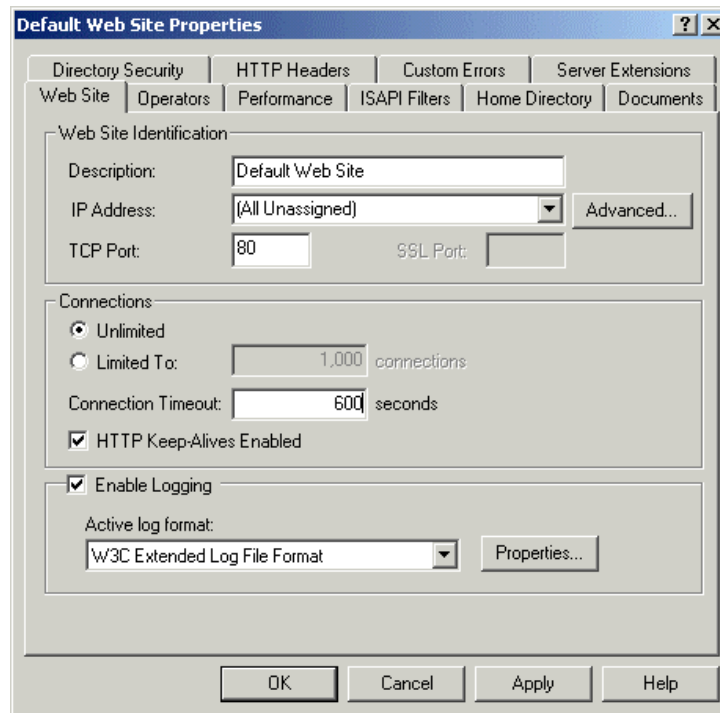 Default Web Site Properties
Directory Security HTTP Headers Custom Errors Server Extensions
Web Site Operators Performance ISAPI Filters Home Directory Documents
Web Site Identification
Description: Default Web Site
IP Address: (All Unassigned) Advanced...
TCP Port: 80 SSL Port:
Connections
Unlimited
Limited To: 1,000 connections
Connection Timeout: 600 seconds
HTTP Keep-Alives Enabled
Enable Logging
Active log format:
W3C Extended Log File Format Properties...
OK Cancel Apply Help